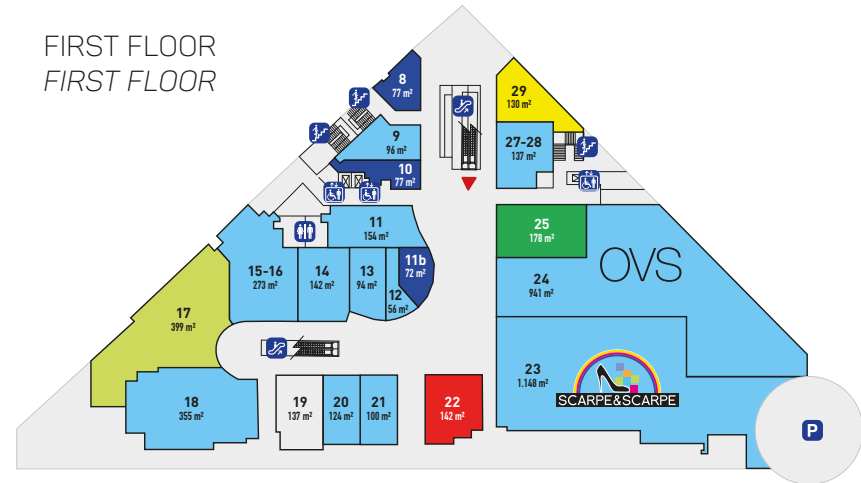 FIRST FLOOR
FIRST FLOOR
8
77 m²
29
130 m²
9
96 m²
27-28
137 m²
10
77 m²
11
154 m²
25
178 m²
OVS
11b
72 m²
15-16
273 m²
14
142 m²
13
94 m²
12
56 m²
24
941 m²
17
399 m²
23
1.148 m²
SCARPE&SCARPE
18
355 m²
19
137 m²
20
124 m²
21
100 m²
22
142 m²
P